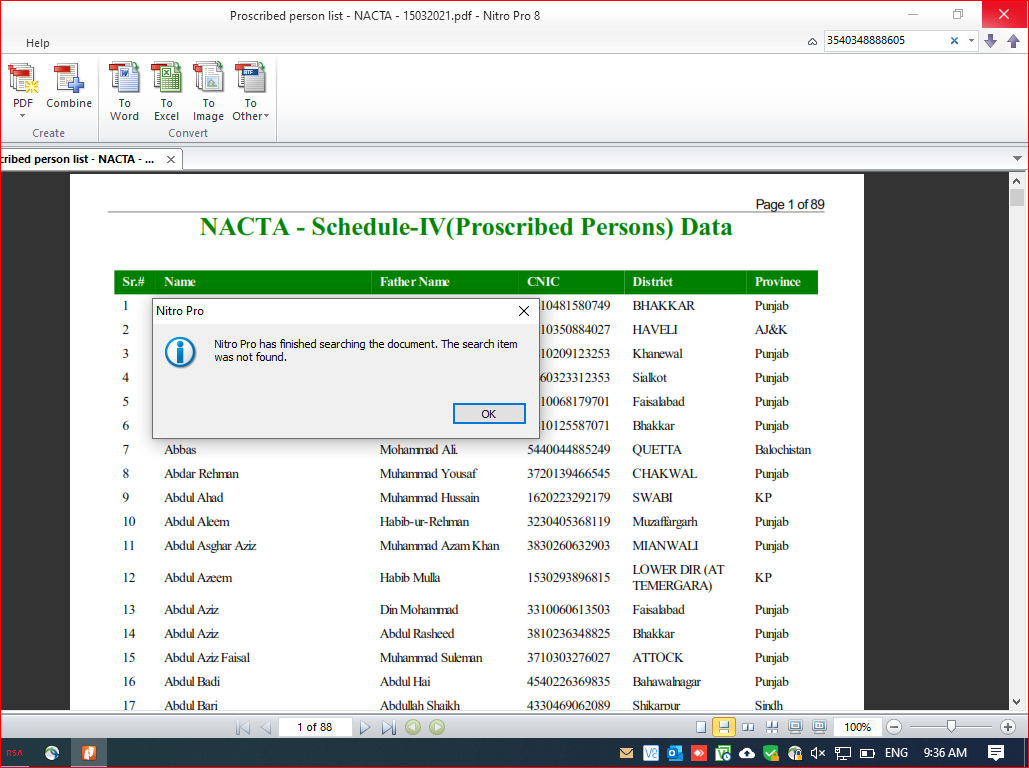 Proscribed person list - NACTA - 15032021.pdf - Nitro Pro 8
Help
3540348888605
PDF
Combine
To Word
To Excel
To Image
To Other
Create
Convert
cribed person list - NACTA - ...
Page 1 of 89
NACTA - Schedule-IV(Proscribed Persons) Data
Sr.# Name Father Name CNIC District Province
1 10481580749 BHAKKAR Punjab
2 10350884027 HAVELI AJ&K
3 10209123253 Khanewal Punjab
4 60323312353 Sialkot Punjab
5 10068179701 Faisalabad Punjab
6 10125587071 Bhakkar Punjab
Nitro Pro
Nitro Pro has finished searching the document. The search item
was not found.
OK
7 Abbas Mohammad Ali. 5440044885249 QUETTA Balochistan
8 Abdar Rehman Muhammad Yousaf 3720139466545 CHAKWAL Punjab
9 Abdul Ahad Muhammad Hussain 1620223292179 SWABI KP
10 Abdul Aleem Habib-ur-Rehman 3230405368119 Muzaffargarh Punjab
11 Abdul Asghar Aziz Muhammad Azam Khan 3830260632903 MIANWALI Punjab
12 Abdul Azeem Habib Mulla 1530293896815 LOWER DIR (AT TEMERGARA) KP
13 Abdul Aziz Din Mohammad 3310060613503 Faisalabad Punjab
14 Abdul Aziz Abdul Rasheed 3810236348825 Bhakkar Punjab
15 Abdul Aziz Faisal Muhammad Suleman 3710303276027 ATTOCK Punjab
16 Abdul Badi Abdul Hai 4540226369835 Bahawalnagar Punjab
17 Abdul Bari Abdullah Shaikh 4330469062089 Shikarpur Sindh
1 of 88
100%
RSA
ENG
9:36 AM